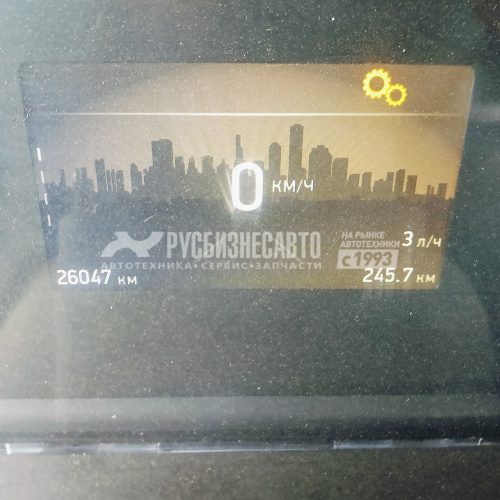 0 КМ/Ч
РУСБИЗНЕСАВТО
АВТОТЕХНИКА•СЕРВИС•ЗАПЧАСТИ
НА РЫНКЕ
АВТОТЕХНИКИ
с 1993
3 л/ч
26047 км
245.7 км